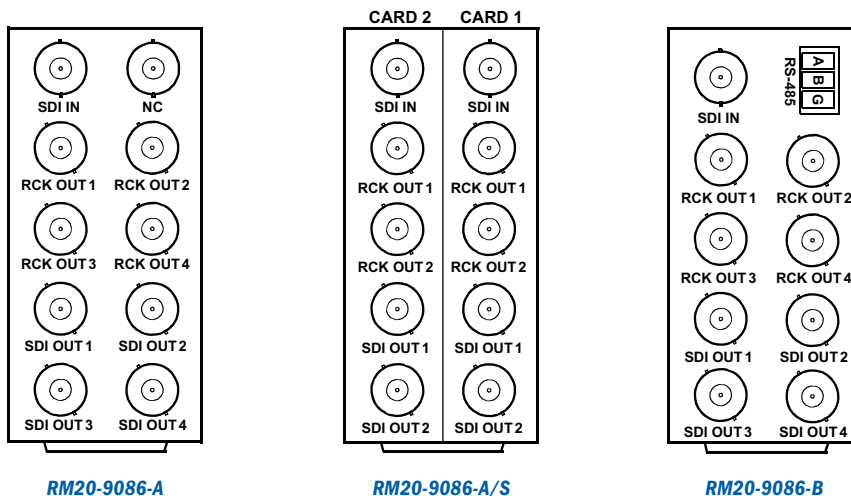 CARD 2 CARD 1
SDI IN NC
RCK OUT 1 RCK OUT 2
RCK OUT 3 RCK OUT 4
SDI OUT 1 SDI OUT 2
SDI OUT 3 SDI OUT 4
RM20-9086-A
SDI IN SDI IN
RCK OUT 1 RCK OUT 1
RCK OUT 2 RCK OUT 2
SDI OUT 1 SDI OUT 1
SDI OUT 2 SDI OUT 2
RM20-9086-A/S
RS-485
A
B
G
SDI IN
RCK OUT 1 RCK OUT 2
RCK OUT 3 RCK OUT 4
SDI OUT 1 SDI OUT 2
SDI OUT 3 SDI OUT 4
RM20-9086-B